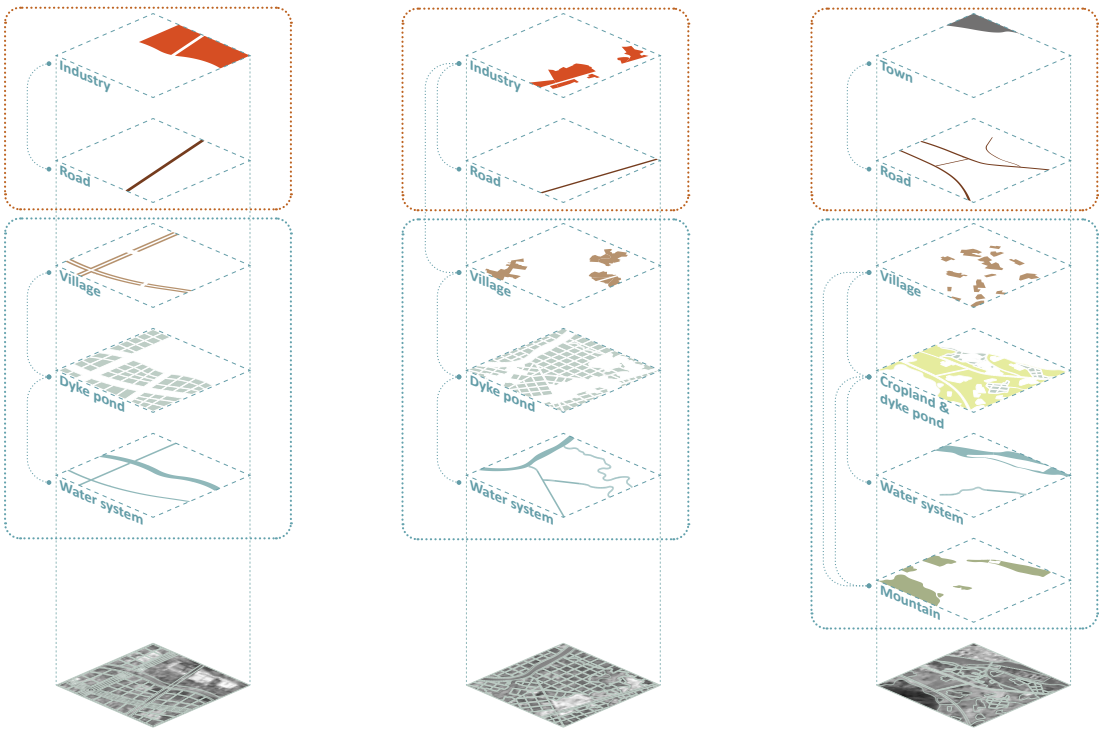 Industry
Road
Village
Dyke pond
Water system
Industry
Road
Village
Dyke pond
Water system
Town
Road
Village
Cropland &
dyke pond
Water system
Mountain